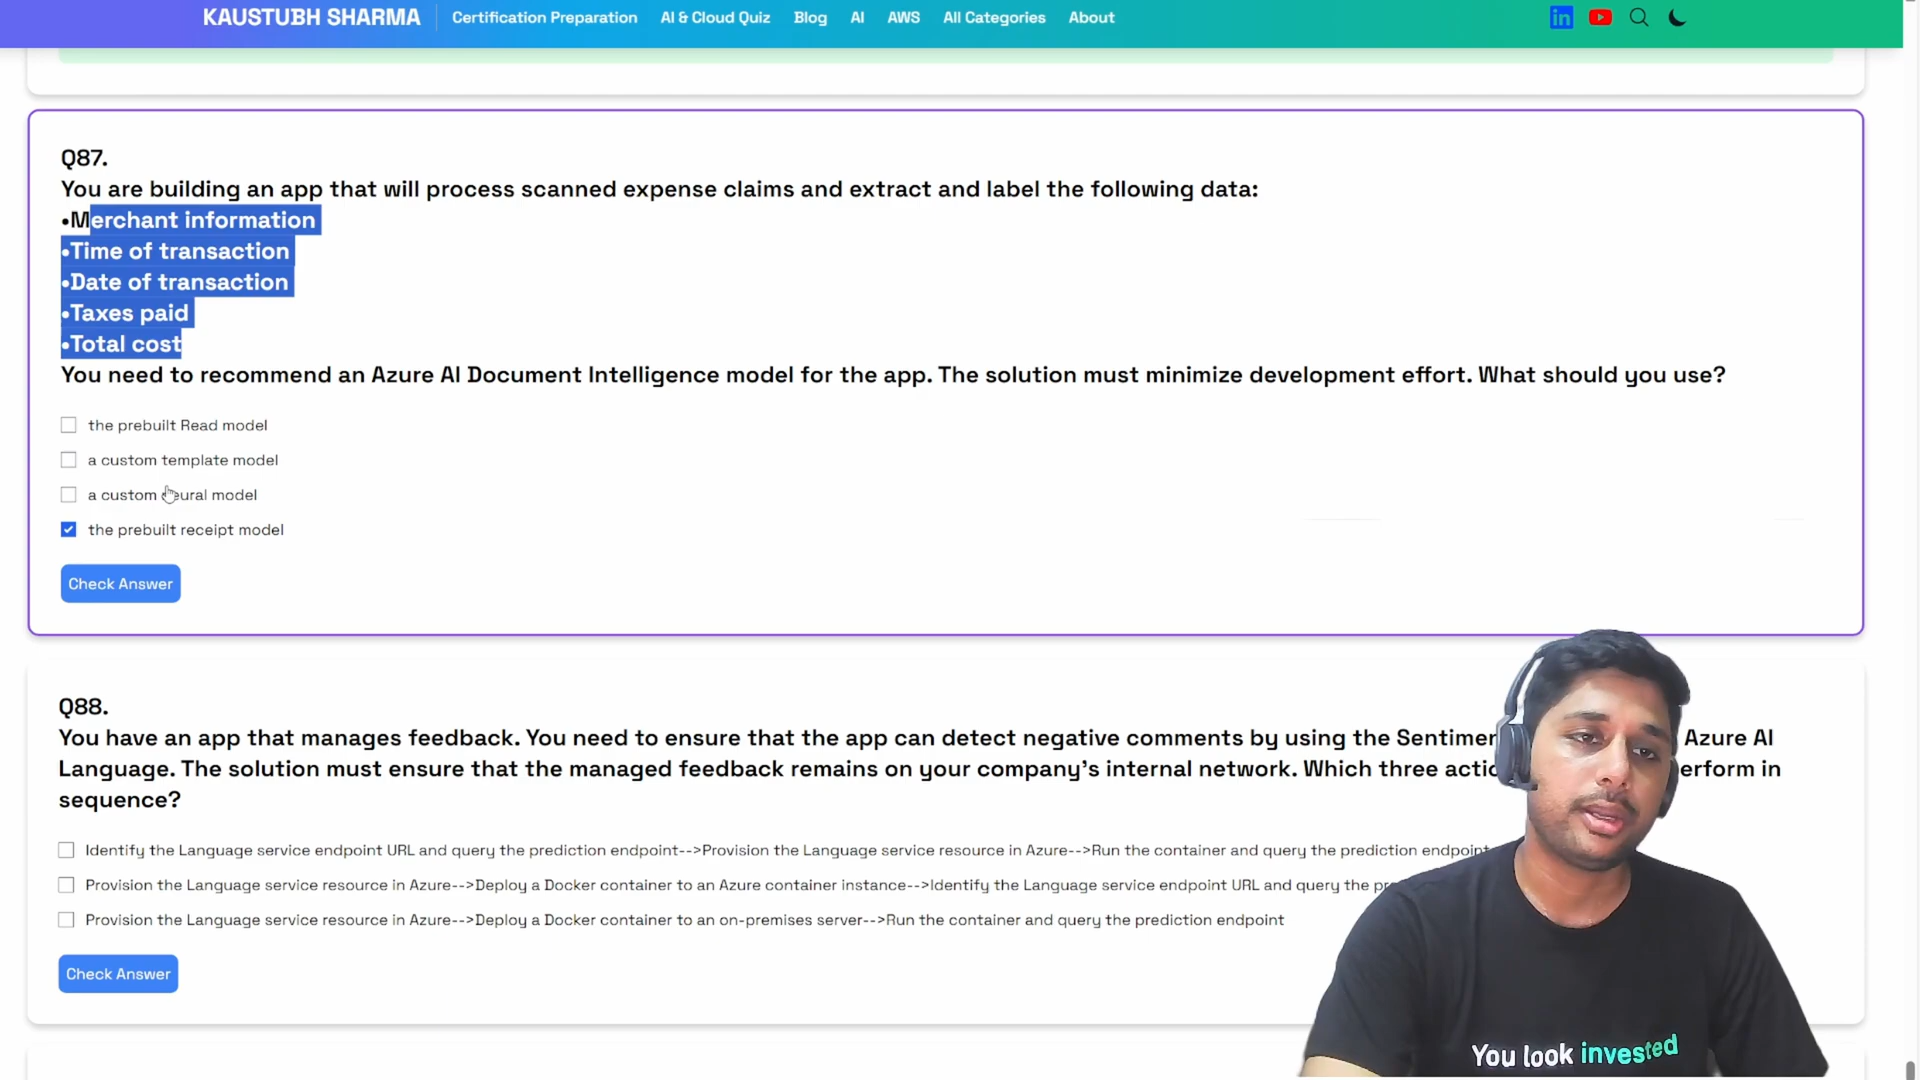 KAUSTUBH SHARMA
Certification Preparation
AI & Cloud Quiz
Blog
AI
AWS
All Categories
About
Q87.
You are building an app that will process scanned expense claims and extract and label the following data:
•Merchant information
•Time of transaction
•Date of transaction
•Taxes paid
•Total cost
You need to recommend an Azure AI Document Intelligence model for the app. The solution must minimize development effort. What should you use?
the prebuilt Read model
a custom template model
a custom neural model
the prebuilt receipt model
Check Answer
Q88.
You have an app that manages feedback. You need to ensure that the app can detect negative comments by using the Azure AI
Language. The solution must ensure that the managed feedback remains on your company's internal network. Which three in
sequence?
Identify the Language service endpoint URL and query the prediction endpoint-->Provision the Language service resource in Azure-->Run the container and query the prediction endpoint
Provision the Language service resource in Azure-->Deploy a Docker container to an Azure container instance-->Identify the Language service endpoint URL and query the
Provision the Language service resource in Azure-->Deploy a Docker container to an on-premises server-->Run the container and query the prediction endpoint
Check Answer
You look invested